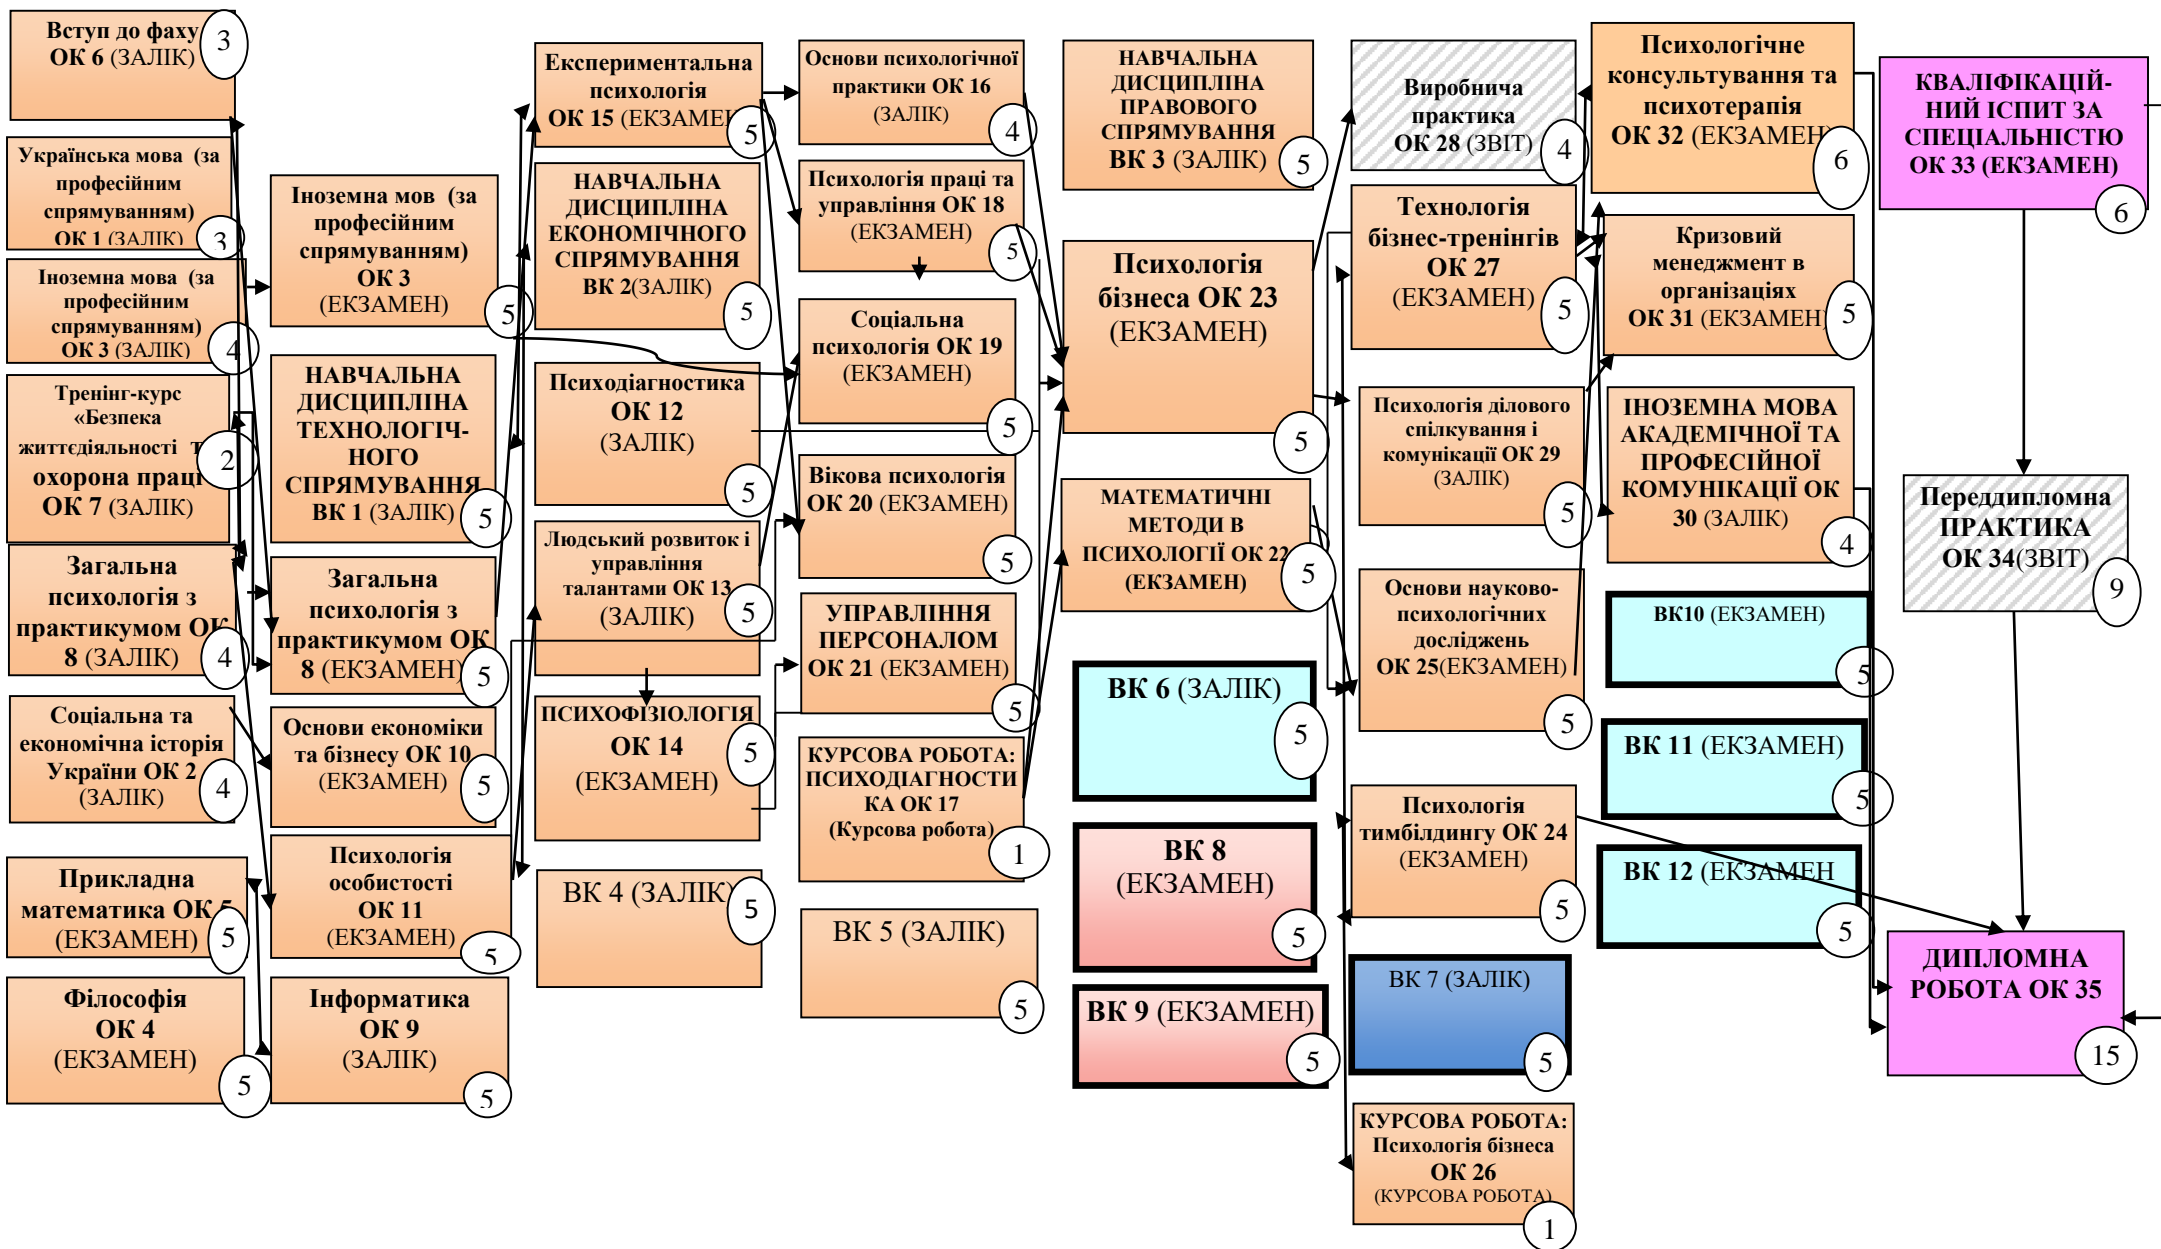 Вступ до фаху
ОК 6 (ЗАЛІК)
3
Українська мова (за
професійним
спрямуванням)
ОК 1 (ЗАЛІК)
3
Іноземна мова (за
професійним
спрямуванням)
ОК 3 (ЗАЛІК)
4
Тренінг-курс
«Безпека
життєдіяльності т
охорона праці
ОК 7 (ЗАЛІК)
2
Загальна
психологія з
практикумом ОК
8 (ЗАЛІК)
4
Соціальна та
економічна історія
України ОК 2
(ЗАЛІК)
4
Прикладна
математика ОК 5
(ЕКЗАМЕН)
5
Філософія
ОК 4
(ЕКЗАМЕН)
5
Іноземна мов (за
професійним
спрямуванням)
ОК 3
(ЕКЗАМЕН)
5
НАВЧАЛЬНА
ДИСЦИПЛІНА
ТЕХНОЛОГІЧ-
НОГО
СПРЯМУВАННЯ
ВК 1 (ЗАЛІК)
5
Загальна
психологія з
практикумом ОК
8 (ЕКЗАМЕН)
5
Основи економіки
та бізнесу ОК 10
(ЕКЗАМЕН)
5
Психологія
особистості
ОК 11
(ЕКЗАМЕН)
5
Інформатика
ОК 9
(ЗАЛІК)
5
Експериментальна
психологія
ОК 15 (ЕКЗАМЕН)
5
НАВЧАЛЬНА
ДИСЦИПЛІНА
ЕКОНОМІЧНОГО
СПРЯМУВАННЯ
ВК 2(ЗАЛІК)
5
Психодіагностика
ОК 12
(ЗАЛІК)
5
Людський розвиток і
управління
талантами ОК 13
(ЗАЛІК)
5
ПСИХОФІЗІОЛОГІЯ
ОК 14
(ЕКЗАМЕН)
5
ВК 4 (ЗАЛІК)
5
Основи психологічної
практики ОК 16
(ЗАЛІК)
4
Психологія праці та
управління ОК 18
(ЕКЗАМЕН)
5
Соціальна
психологія ОК 19
(ЕКЗАМЕН)
5
Вікова психологія
ОК 20 (ЕКЗАМЕН)
5
УПРАВЛІННЯ
ПЕРСОНАЛОМ
ОК 21 (ЕКЗАМЕН)
5
КУРСОВА РОБОТА:
ПСИХОДІАГНОСТИ
КА ОК 17
(Курсова робота)
1
ВК 5 (ЗАЛІК)
5
НАВЧАЛЬНА
ДИСЦИПЛІНА
ПРАВОВОГО
СПРЯМУВАННЯ
ВК 3 (ЗАЛІК)
5
Психологія
бізнеса ОК 23
(ЕКЗАМЕН)
5
МАТЕМАТИЧНІ
МЕТОДИ В
ПСИХОЛОГІЇ ОК 22
(ЕКЗАМЕН)
5
ВК 6 (ЗАЛІК)
5
ВК 8
(ЕКЗАМЕН)
5
ВК 9 (ЕКЗАМЕН)
5
Виробнича
практика
ОК 28 (ЗВІТ)
4
Технологія
бізнес-тренінгів
ОК 27
(ЕКЗАМЕН)
5
Психологія ділового
спілкування і
комунікації ОК 29
(ЗАЛІК)
5
Основи науково-
психологічних
досліджень
ОК 25(ЕКЗАМЕН)
5
Психологія
тимбілдингу ОК 24
(ЕКЗАМЕН)
5
ВК 7 (ЗАЛІК)
5
КУРСОВА РОБОТА:
Психологія бізнеса
ОК 26
(КУРСОВА РОБОТА)
1
Психологічне
консультування та
психотерапія
ОК 32 (ЕКЗАМЕН)
6
Кризовий
менеджмент в
організаціях
ОК 31 (ЕКЗАМЕН)
5
ІНОЗЕМНА МОВА
АКАДЕМІЧНОЇ ТА
ПРОФЕСІЙНОЇ
КОМУНІКАЦІЇ ОК
30 (ЗАЛІК)
4
ВК10 (ЕКЗАМЕН)
5
ВК 11 (ЕКЗАМЕН)
5
ВК 12 (ЕКЗАМЕН
5
КВАЛІФІКАЦІЙ-
НИЙ ІСПИТ ЗА
СПЕЦІАЛЬНІСТЮ
ОК 33 (ЕКЗАМЕН)
6
Переддипломна
ПРАКТИКА
ОК 34(ЗВІТ)
9
ДИПЛОМНА
РОБОТА ОК 35
15